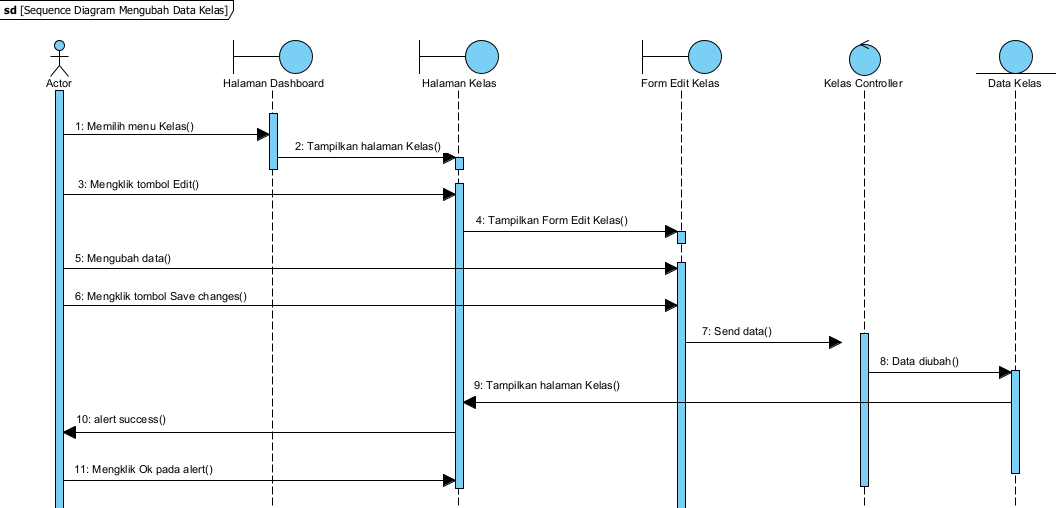 sd [Sequence Diagram Mengubah Data Kelas]
Actor
Halaman Dashboard
Halaman Kelas
Form Edit Kelas
Kelas Controller
Data Kelas
1: Memilih menu Kelas()
2: Tampilkan halaman Kelas()
3: Mengklik tombol Edit()
4: Tampilkan Form Edit Kelas()
5: Mengubah data()
6: Mengklik tombol Save changes()
7: Send data()
8: Data diubah()
9: Tampilkan halaman Kelas()
10: alert success()
11: Mengklik Ok pada alert()